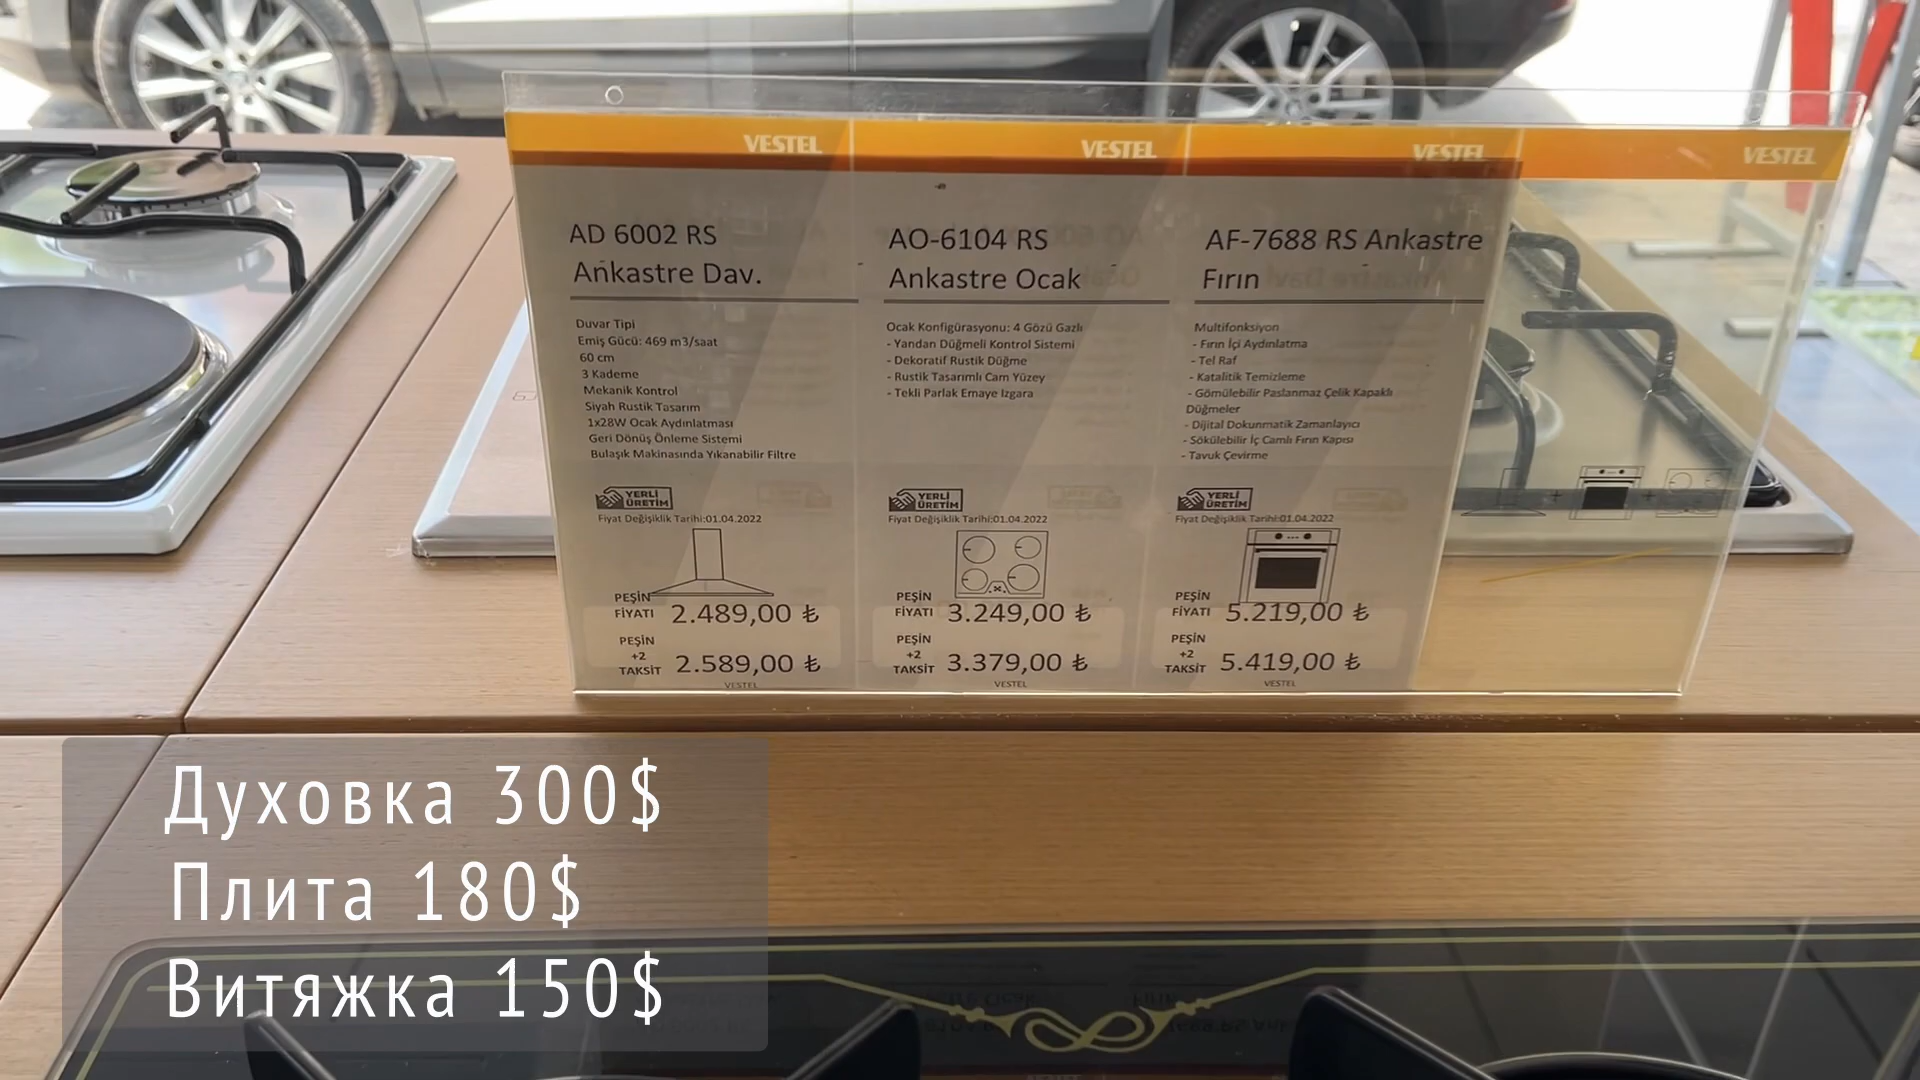 VESTEL
VESTEL
VESTEL
VESTEL
AD 6002 RS
Ankastre Dav.
Duvar Tipi
Emiş Gücü: 469 m3/saat
60 cm
3 Kademe
Mekanik Kontrol
Siyah Rustik Tasarım
1x28W Ocak Aydınlatması
Geri Dönüş Önleme Sistemi
Bulaşık Makinasında Yıkanabilir Filtre
YERLİ
ÜRETİM
Fiyat Değişiklik Tarihi:01.04.2022
PEŞİN
FİYATI 2.489,00 ₺
PEŞİN
+2
TAKSİT 2.589,00 ₺
VESTEL
AO-6104 RS
Ankastre Ocak
Ocak Konfigürasyonu: 4 Gözü Gazlı
- Yandan Düğmeli Kontrol Sistemi
- Dekoratif Rustik Düğme
- Rustik Tasarımlı Cam Yüzey
- Tekli Parlak Emaye Izgara
YERLİ
ÜRETİM
Fiyat Değişiklik Tarihi:01.04.2022
PEŞİN
FİYATI 3.249,00 ₺
PEŞİN
+2
TAKSİT 3.379,00 ₺
VESTEL
AF-7688 RS Ankastre
Fırın
Multifonksiyon
- Fırın İçi Aydınlatma
- Tel Raf
- Katalitik Temizleme
- Gömülebilir Paslanmaz Çelik Kapaklı
Düğmeler
- Dijital Dokunmatik Zamanlayıcı
- Sökülebilir İç Camlı Fırın Kapısı
- Tavuk Çevirme
YERLİ
ÜRETİM
Fiyat Değişiklik Tarihi:01.04.2022
PEŞİN
FİYATI 5.219,00 ₺
PEŞİN
+2
TAKSİT 5.419,00 ₺
VESTEL
Духовка 300$
Плита 180$
Витяжка 150$